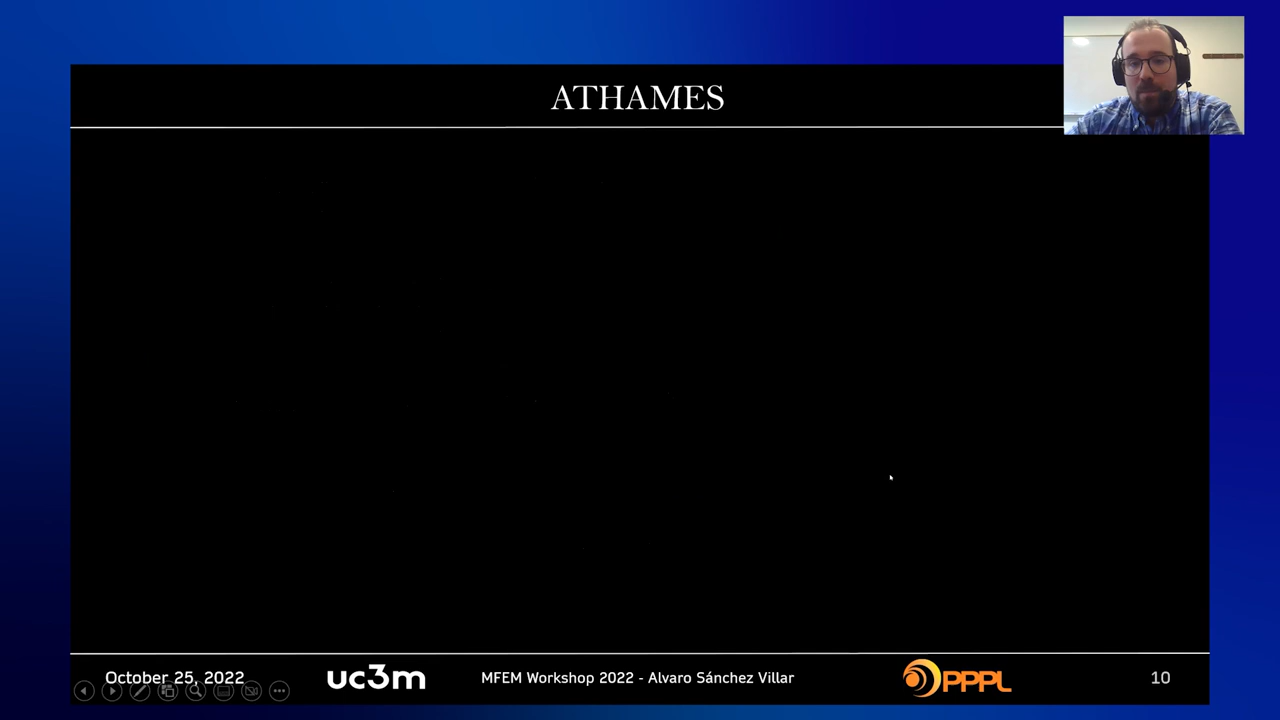 ATHAMES
October 25, 2022
uc3m
MFEM Workshop 2022 - Alvaro Sánchez Villar
PPPL
10